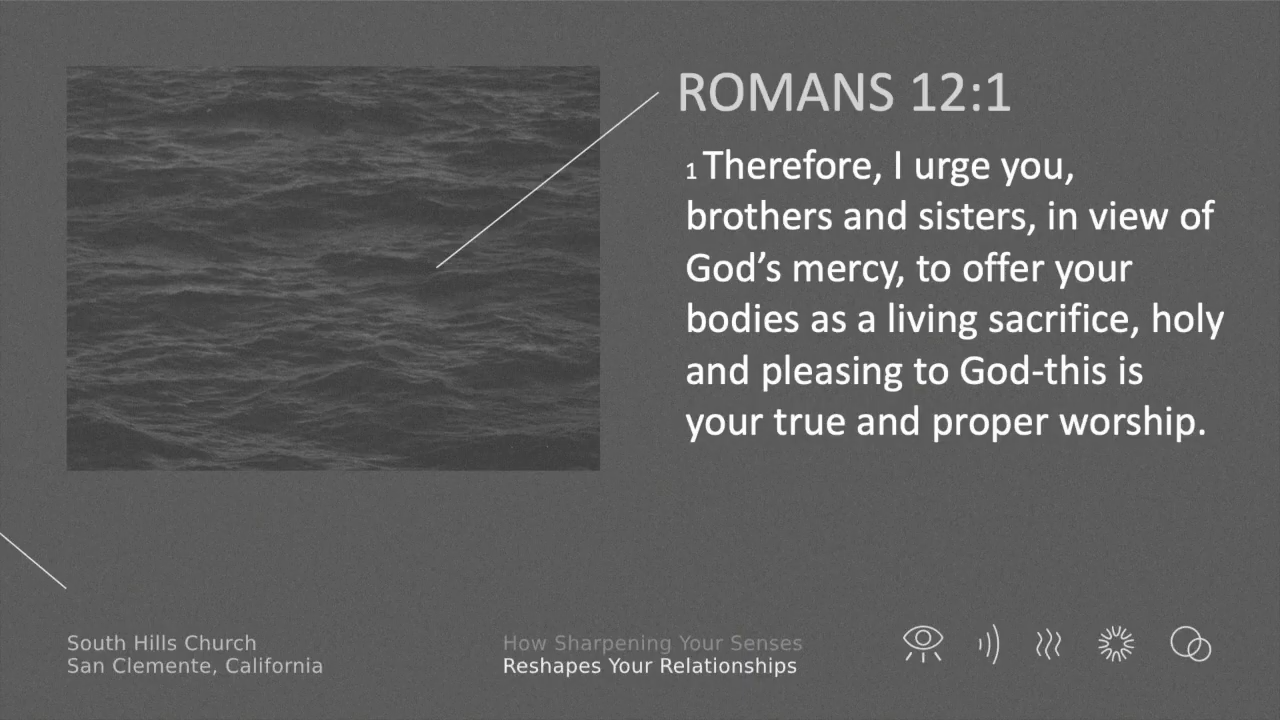 ROMANS 12:1
1 Therefore, I urge you,
brothers and sisters, in view of
God’s mercy, to offer your
bodies as a living sacrifice, holy
and pleasing to God-this is
your true and proper worship.
South Hills Church
San Clemente, California
How Sharpening Your Senses
Reshapes Your Relationships